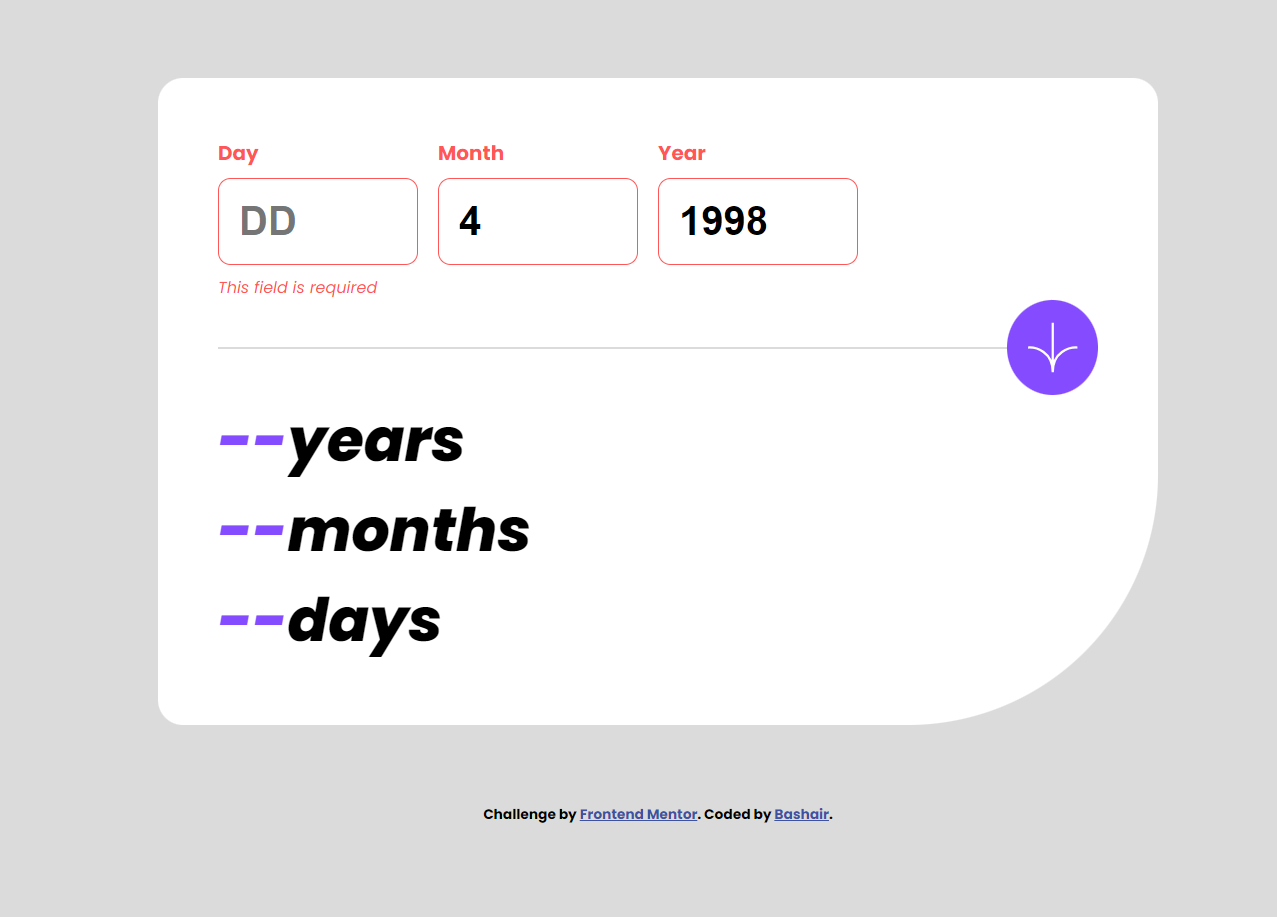 Day Month Year
DD 4 1998
This field is required
--years
--months
--days
Challenge by Frontend Mentor. Coded by Bashair.